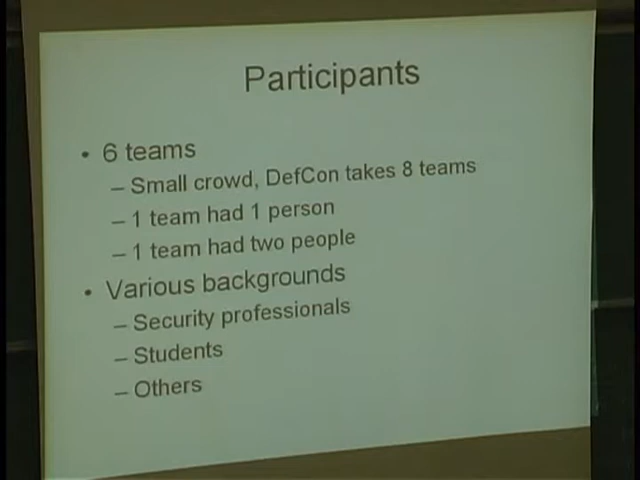 Participants
• 6 teams
– Small crowd, DefCon takes 8 teams
– 1 team had 1 person
– 1 team had two people
• Various backgrounds
– Security professionals
– Students
– Others